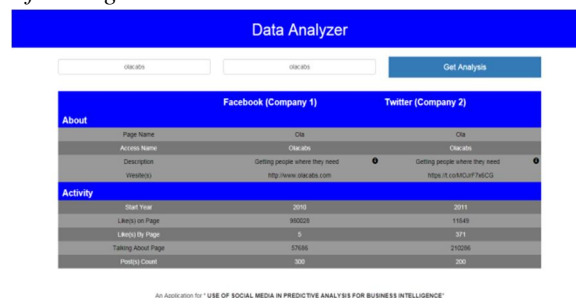 Data Analyzer
olacabs olacabs Get Analysis
Facebook (Company 1) Twitter (Company 2)
About
Page Name Ola Ola
Access Name Olacabs Olacabs
Description Getting people where they need Getting people where they need
Wesite(s) http://www.olacabs.com
Activity
Start Year 2010 2011
Like(s) on Page 980028 11649
Like(s) By Page 5 371
Talking About Page 57686 210286
Post(s) Count 300 200
An Application for " USE OF SOCIAL MEDIA IN PREDICTIVE ANALYSIS FOR BUSINESS INTELLIGENCE"